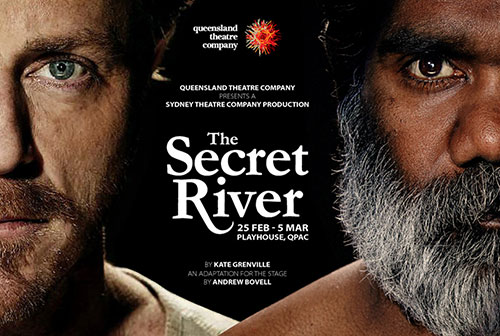 queensland
theatre
company
QUEENSLAND THEATRE COMPANY
PRESENTS A
SYDNEY THEATRE COMPANY PRODUCTION
The
Secret
River
25 FEB - 5 MAR
PLAYHOUSE, QPAC
BY KATE GRENVILLE
AN ADAPTATION FOR THE STAGE
BY ANDREW BOVELL